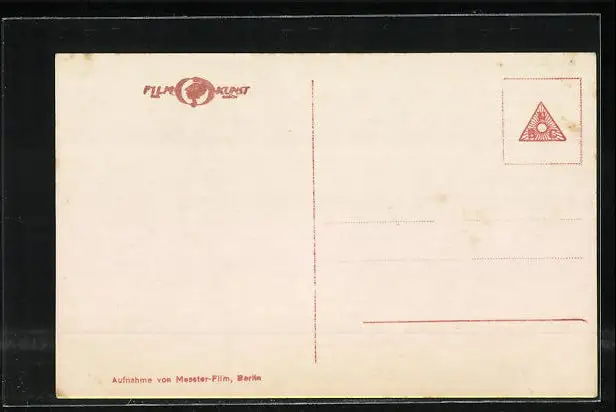 FILM KUNST
Aufnahme von Messter-Film, Berlin